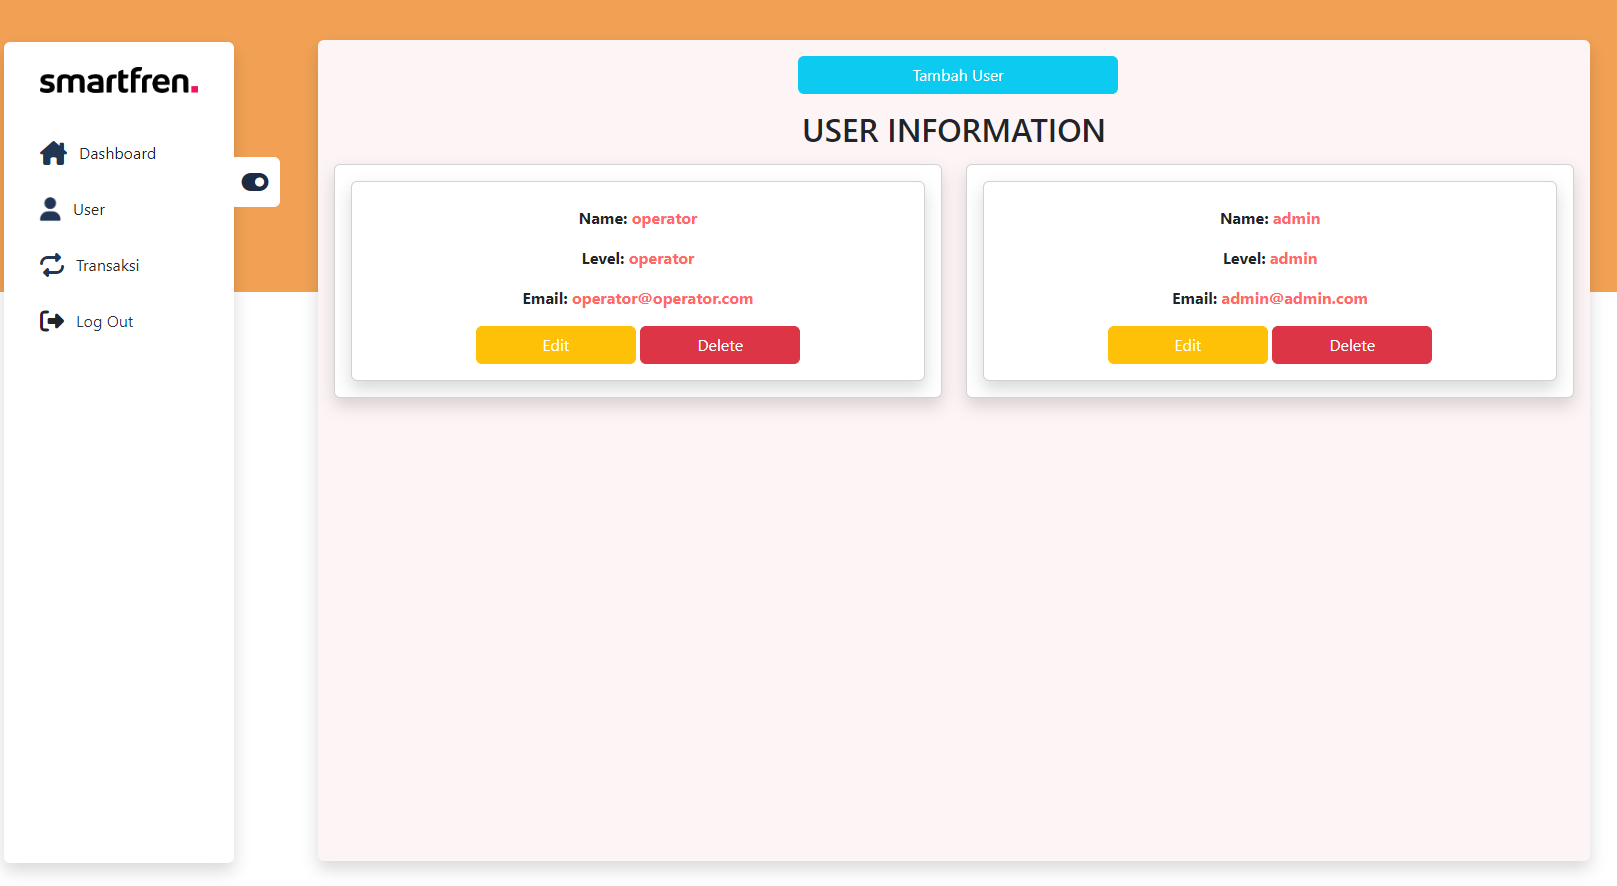 smartfren.
Dashboard
User
Transaksi
Log Out
Tambah User
USER INFORMATION
Name: operator
Level: operator
Email: operator@operator.com
Edit
Delete
Name: admin
Level: admin
Email: admin@admin.com
Edit
Delete